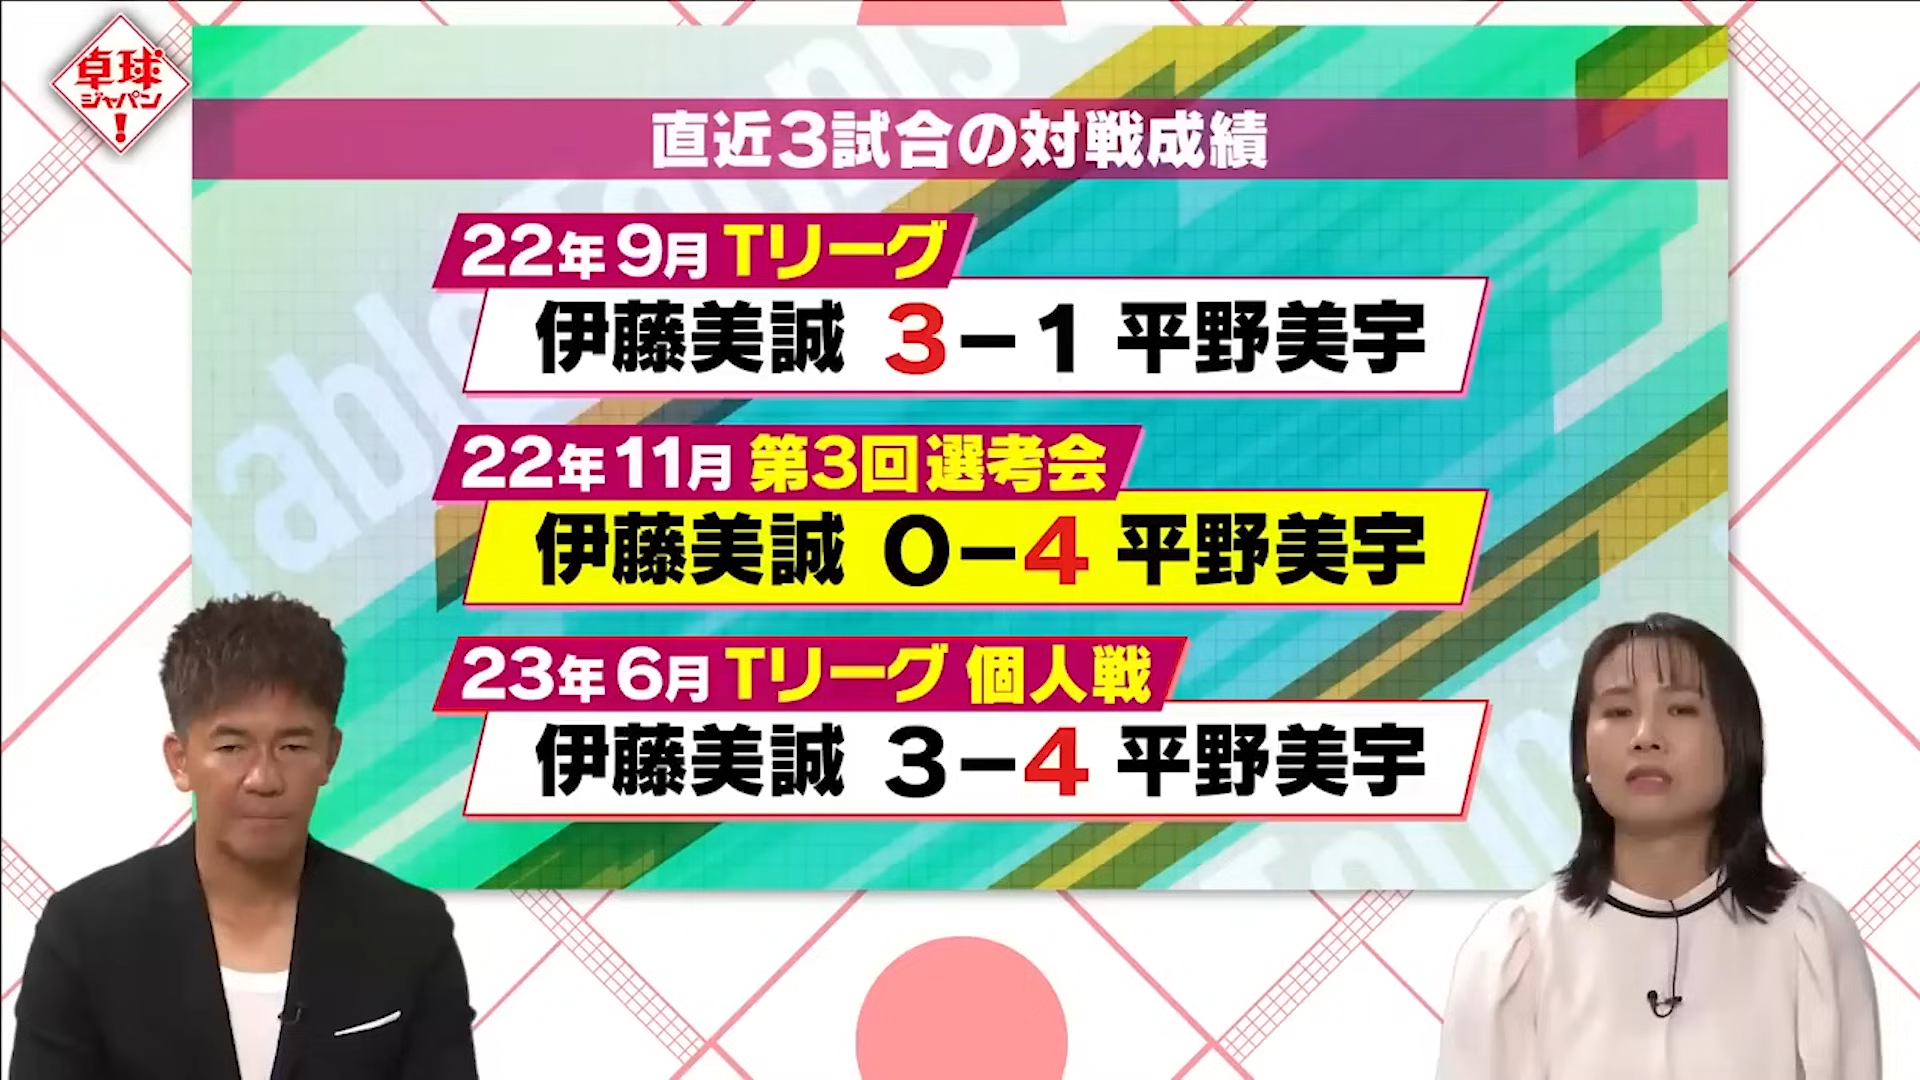 卓球
ジャパン
!
直近3試合の対戦成績
22年9月 Tリーグ
伊藤美誠 3-1 平野美宇
22年11月 第3回選考会
伊藤美誠 0-4 平野美宇
23年6月 Tリーグ 個人戦
伊藤美誠 3-4 平野美宇